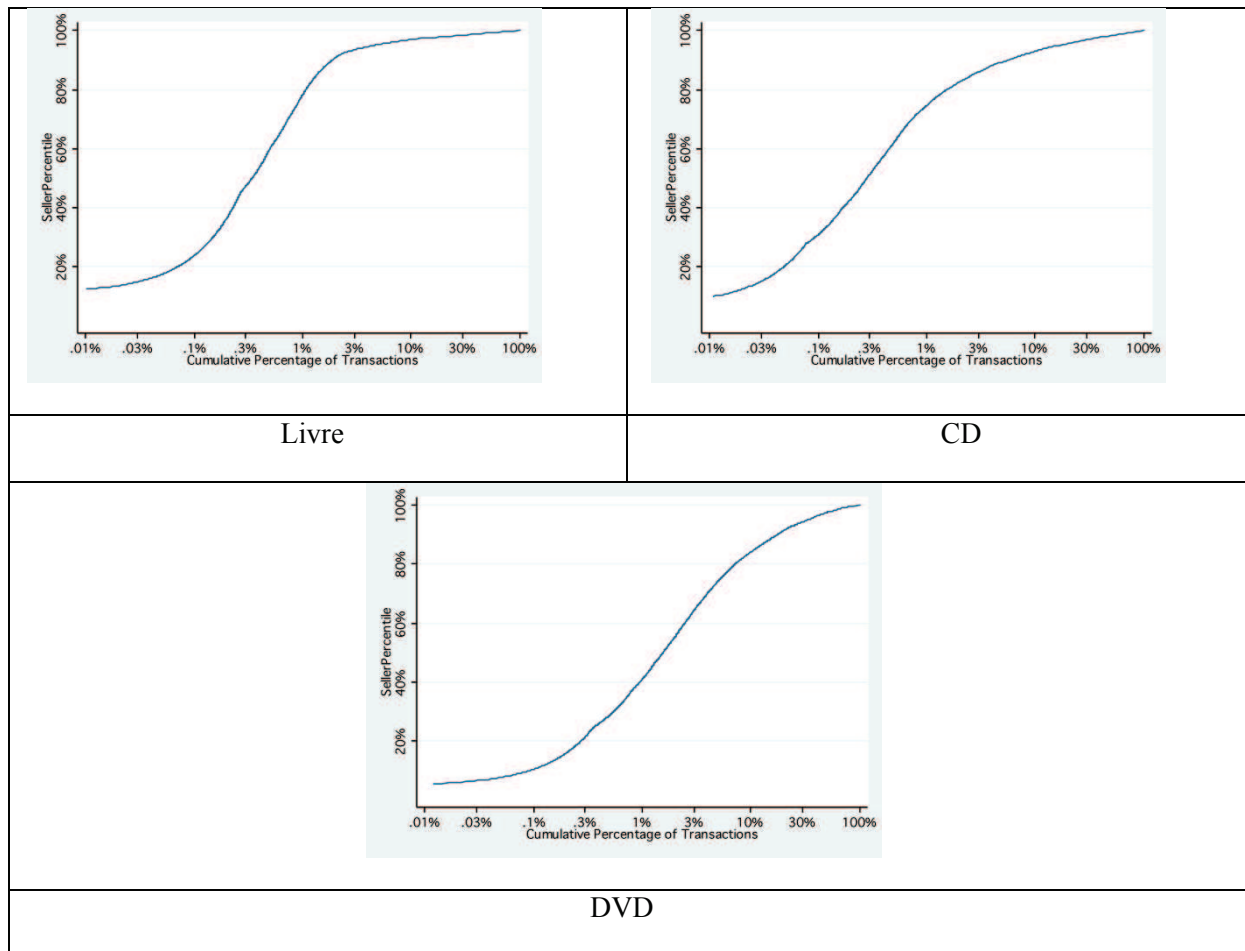 100%
80%
60%
40%
20%
SellerPercentile
.01% .03% .1% .3% 1% 3% 10% 30% 100%
Cumulative Percentage of Transactions
100%
80%
60%
40%
20%
SellerPercentile
.01% .03% .1% .3% 1% 3% 10% 30% 100%
Cumulative Percentage of Transactions
Livre
CD
100%
80%
60%
40%
20%
SellerPercentile
.01% .03% .1% .3% 1% 3% 10% 30% 100%
Cumulative Percentage of Transactions
DVD